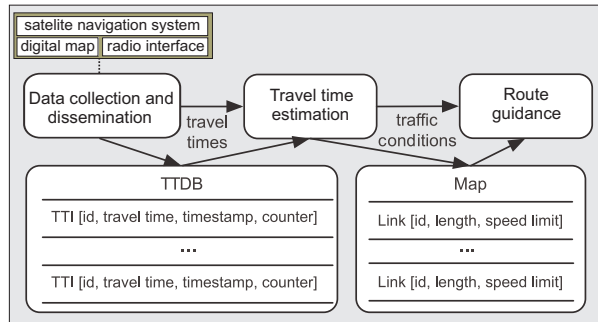 satelite navigation system
digital map radio interface
Data collection and
dissemination
travel
times
Travel time
estimation
traffic
conditions
Route
guidance
TTDB
TTI [id, travel time, timestamp, counter]
...
TTI [id, travel time, timestamp, counter]
Map
Link [id, length, speed limit]
...
Link [id, length, speed limit]